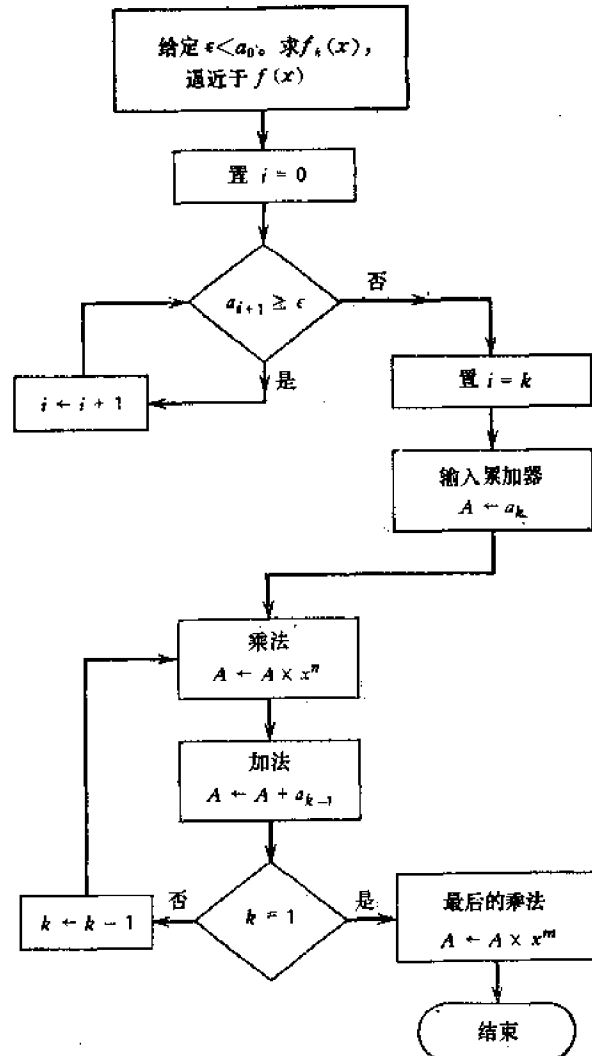 给定 ϵ<a₀。求fₖ(x),
逼近于 f(x)
置 i = 0
aᵢ₊₁ ≥ ϵ
否
是
i ← i + 1
置 i = k
输入累加器
A ← aₖ
乘法
A ← A × xⁿ
加法
A ← A + aₖ₋₁
k = 1
否
是
k ← k − 1
最后的乘法
A ← A × xᵐ
结束